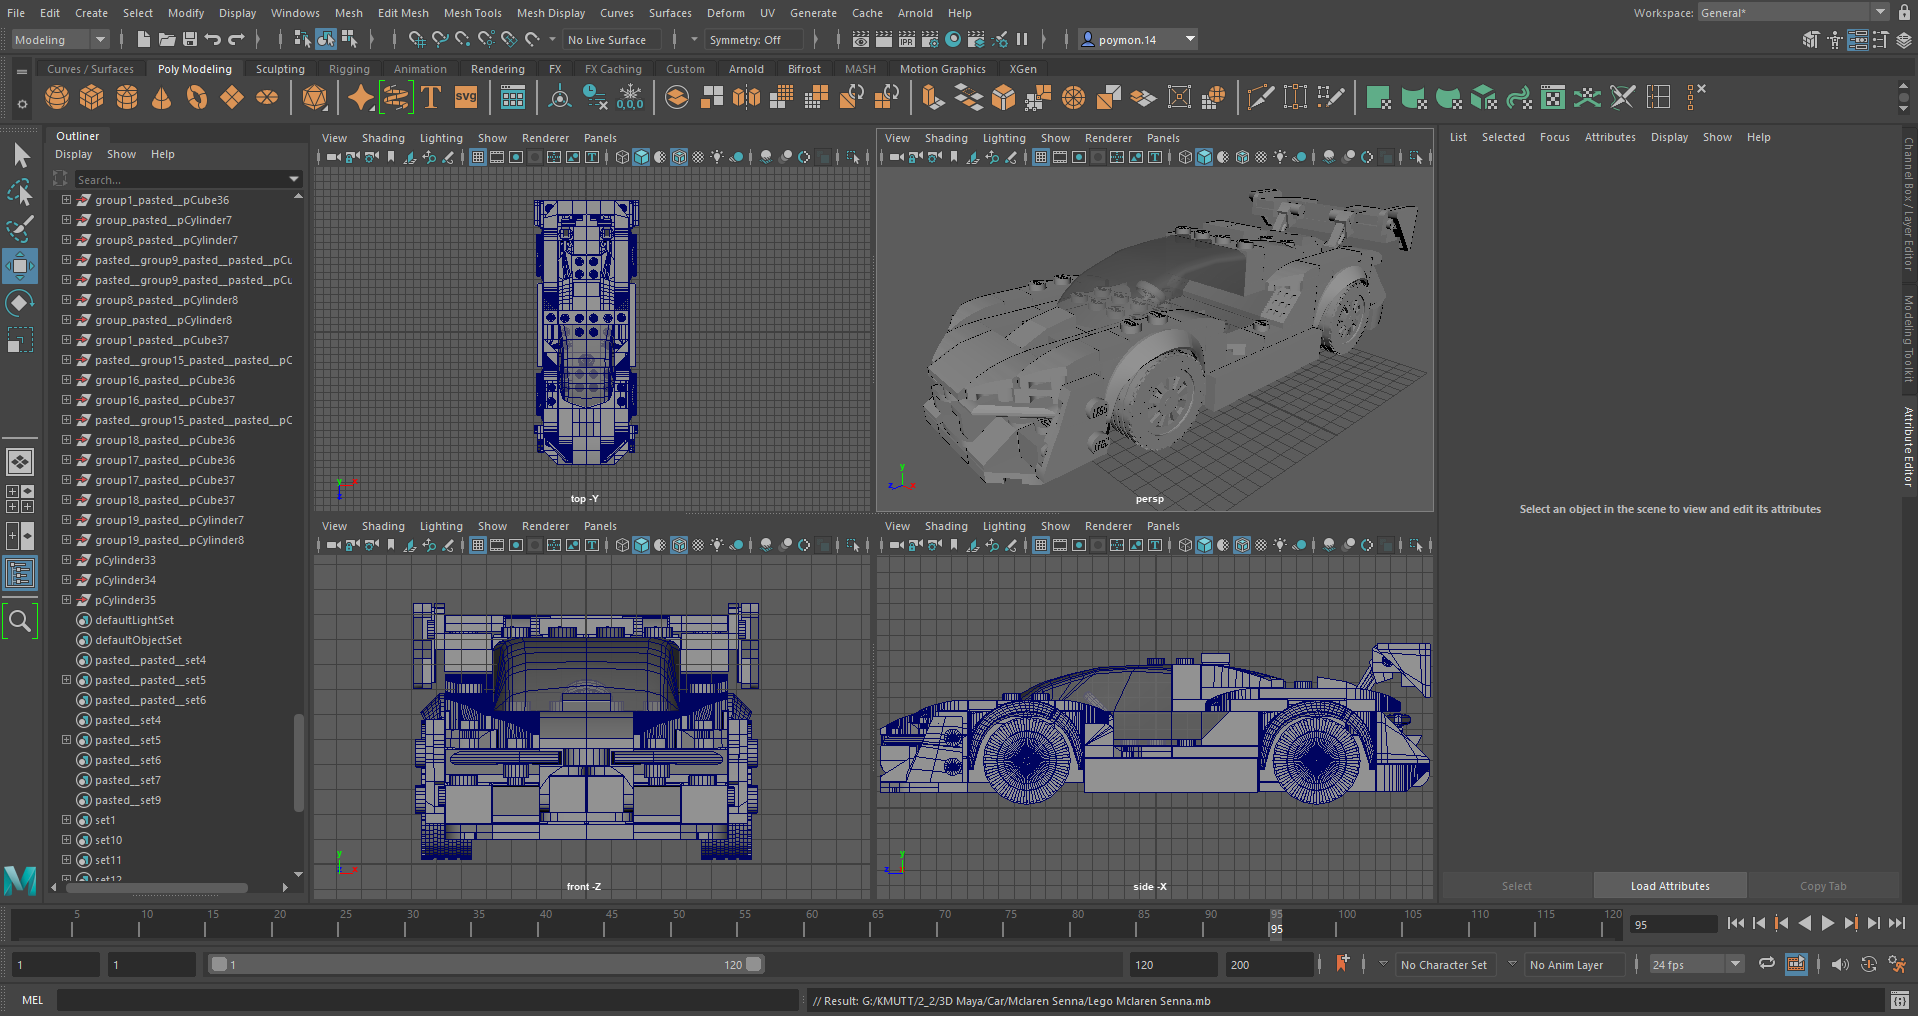 File Edit Create Select Modify Display Windows Mesh Edit Mesh Mesh Tools Mesh Display Curves Surfaces Deform UV Generate Cache Arnold Help Workspace: General*
Modeling No Live Surface Symmetry: Off poymon.14
Curves / Surfaces Poly Modeling Sculpting Rigging Animation Rendering FX FX Caching Custom Arnold Bifrost MASH Motion Graphics XGen
SVG 0,0,0
Outliner
Display Show Help
Search...
group1_pasted__pCube36
group_pasted__pCylinder7
group8_pasted__pCylinder7
pasted__group9_pasted__pasted__pCu
pasted__group9_pasted__pasted__pCu
group8_pasted__pCylinder8
group_pasted__pCylinder8
group1_pasted__pCube37
pasted__group15_pasted__pasted__pC
group16_pasted__pCube36
group16_pasted__pCube37
pasted__group15_pasted__pasted__pC
group18_pasted__pCube36
group17_pasted__pCube36
group17_pasted__pCube37
group18_pasted__pCube37
group19_pasted__pCylinder7
group19_pasted__pCylinder8
pCylinder33
pCylinder34
pCylinder35
defaultLightSet
defaultObjectSet
pasted__pasted__set4
pasted__pasted__set5
pasted__pasted__set6
pasted__set4
pasted__set5
pasted__set6
pasted__set7
pasted__set9
set1
set10
set11
set12
View Shading Lighting Show Renderer Panels
top -Y
View Shading Lighting Show Renderer Panels
LEGO
LEGO
persp
View Shading Lighting Show Renderer Panels
front -Z
View Shading Lighting Show Renderer Panels
side -X
List Selected Focus Attributes Display Show Help
Select an object in the scene to view and edit its attributes
Select Load Attributes Copy Tab
Channel Box / Layer Editor
Modeling Toolkit
Attribute Editor
5 10 15 20 25 30 35 40 45 50 55 60 65 70 75 80 85 90 95 100 105 110 115 120
95 95
1 1 1 120 120 200 No Character Set No Anim Layer 24 fps
MEL // Result: G:/KMUTT/2_2/3D Maya/Car/Mclaren Senna/Lego Mclaren Senna.mb